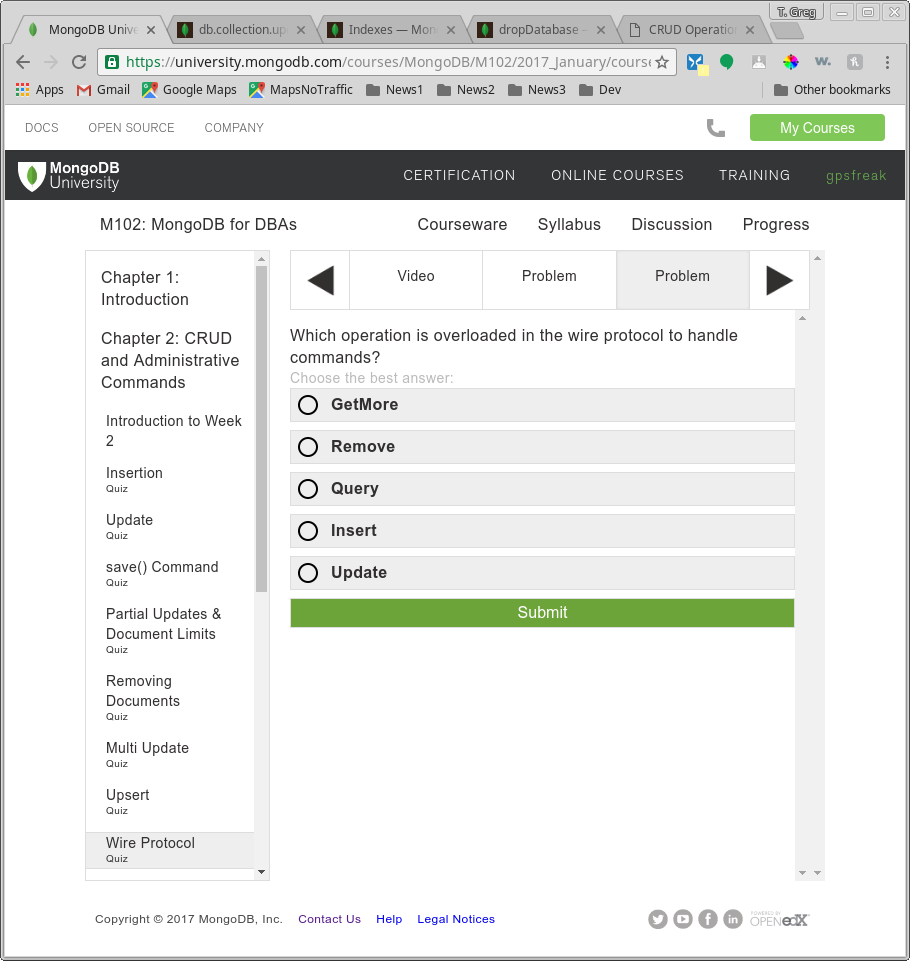 T. Greg
MongoDB Unive
db.collection.up
Indexes — Mon
dropDatabase –
CRUD Operatio
https://university.mongodb.com/courses/MongoDB/M102/2017_January/course
Apps Gmail Google Maps MapsNoTraffic News1 News2 News3 Dev Other bookmarks
DOCS OPEN SOURCE COMPANY My Courses
MongoDB University CERTIFICATION ONLINE COURSES TRAINING gpsfreak
M102: MongoDB for DBAs Courseware Syllabus Discussion Progress
Chapter 1:
Introduction
Chapter 2: CRUD
and Administrative
Commands
Introduction to Week
2
Insertion
Quiz
Update
Quiz
save() Command
Quiz
Partial Updates &
Document Limits
Quiz
Removing
Documents
Quiz
Multi Update
Quiz
Upsert
Quiz
Wire Protocol
Quiz
Video Problem Problem
Which operation is overloaded in the wire protocol to handle
commands?
Choose the best answer:
GetMore
Remove
Query
Insert
Update
Submit
Copyright © 2017 MongoDB, Inc. Contact Us Help Legal Notices
POWERED BY
OPEN edX